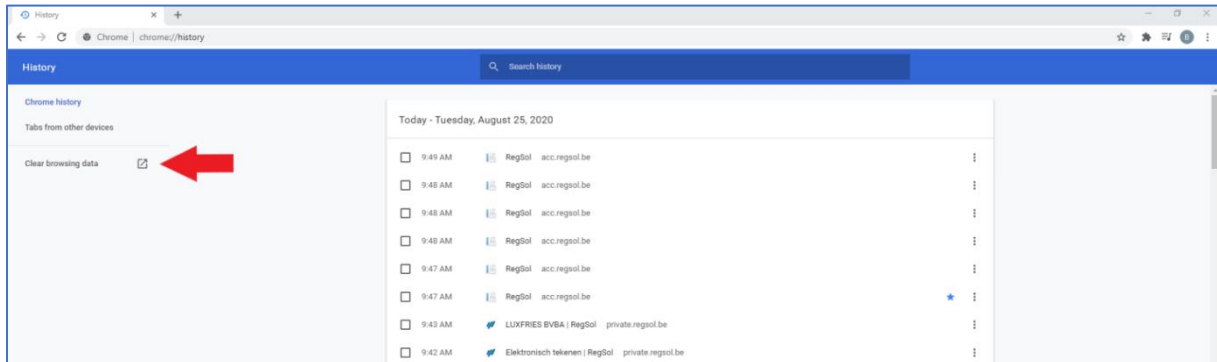 History
Chrome | chrome://history
B
History
Search history
Chrome history
Tabs from other devices
Clear browsing data
Today - Tuesday, August 25, 2020
9:49 AM RegSol acc.regsol.be
9:48 AM RegSol acc.regsol.be
9:48 AM RegSol acc.regsol.be
9:48 AM RegSol acc.regsol.be
9:47 AM RegSol acc.regsol.be
9:47 AM RegSol acc.regsol.be
9:43 AM LUXFRIES BVBA | RegSol private.regsol.be
9:42 AM Elektronisch tekenen | RegSol private.regsol.be